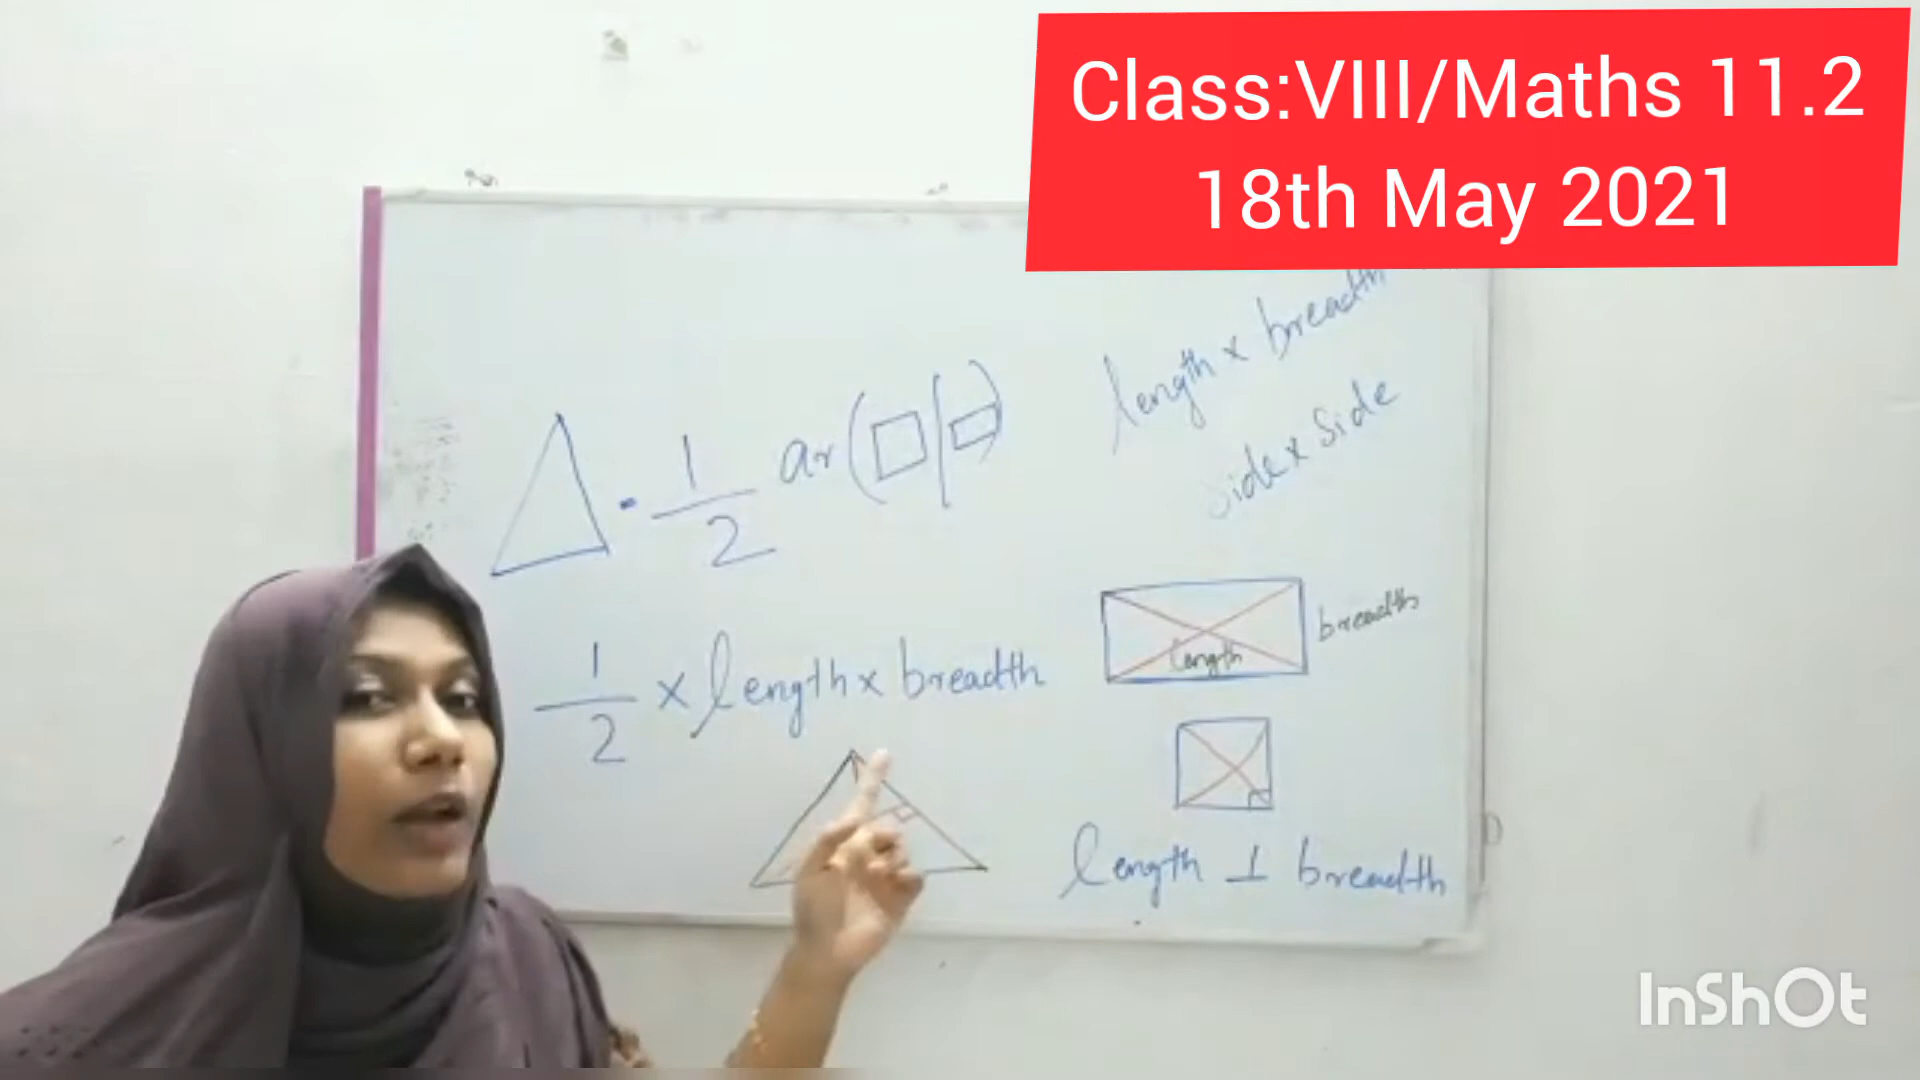 Class:VIII/Maths 11.2
18th May 2021
length x breadth
side x side
1/2 ar( | )
1/2 x length x breadth
breadth
length
length ⊥ breadth
InShOt